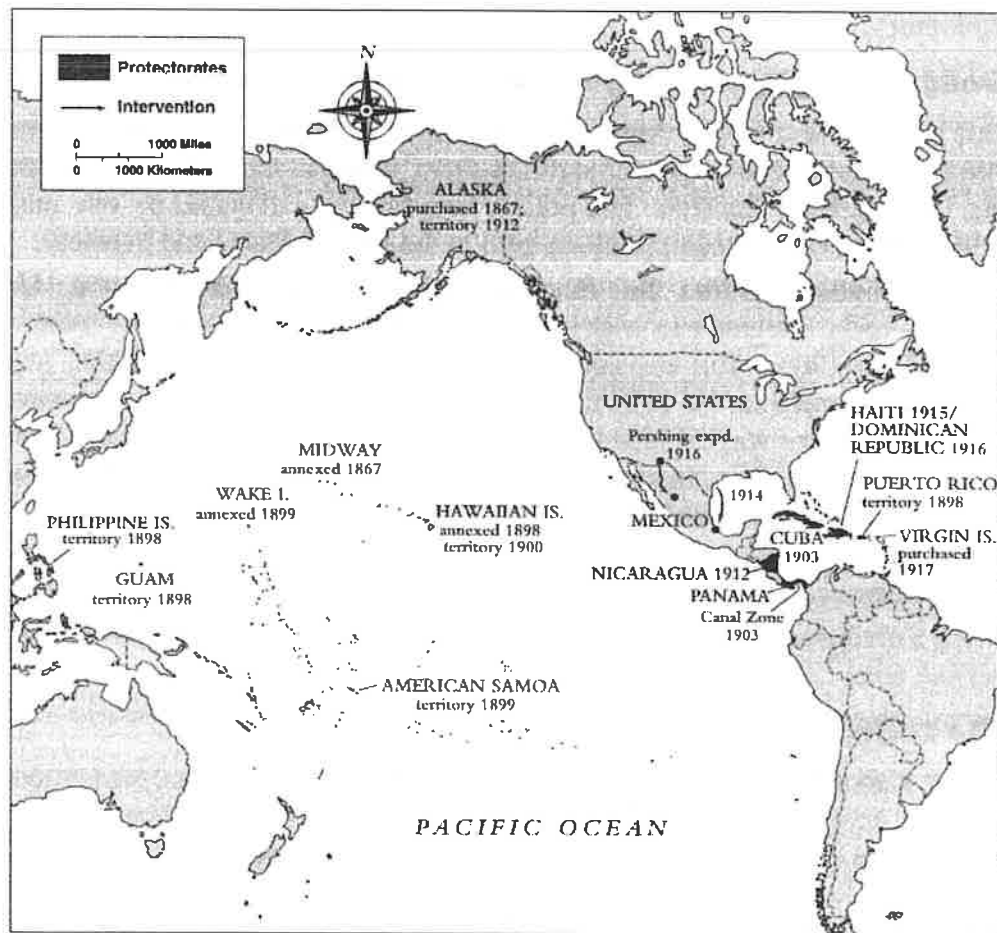 Protectorates
Intervention
0 1000 Miles
0 1000 Kilometers
N
ALASKA
purchased 1867;
territory 1912
UNITED STATES
Pershing expd.
1916
HAITI 1915/
DOMINICAN
REPUBLIC 1916
MIDWAY
annexed 1867
PUERTO RICO
territory 1898
WAKE I.
annexed 1899
1914
HAWAIIAN IS.
annexed 1898
territory 1900
MEXICO
PHILIPPINE IS.
territory 1898
CUBA
1903
VIRGIN IS.
purchased
1917
GUAM
territory 1898
NICARAGUA 1912
PANAMA
Canal Zone
1903
AMERICAN SAMOA
territory 1899
PACIFIC OCEAN